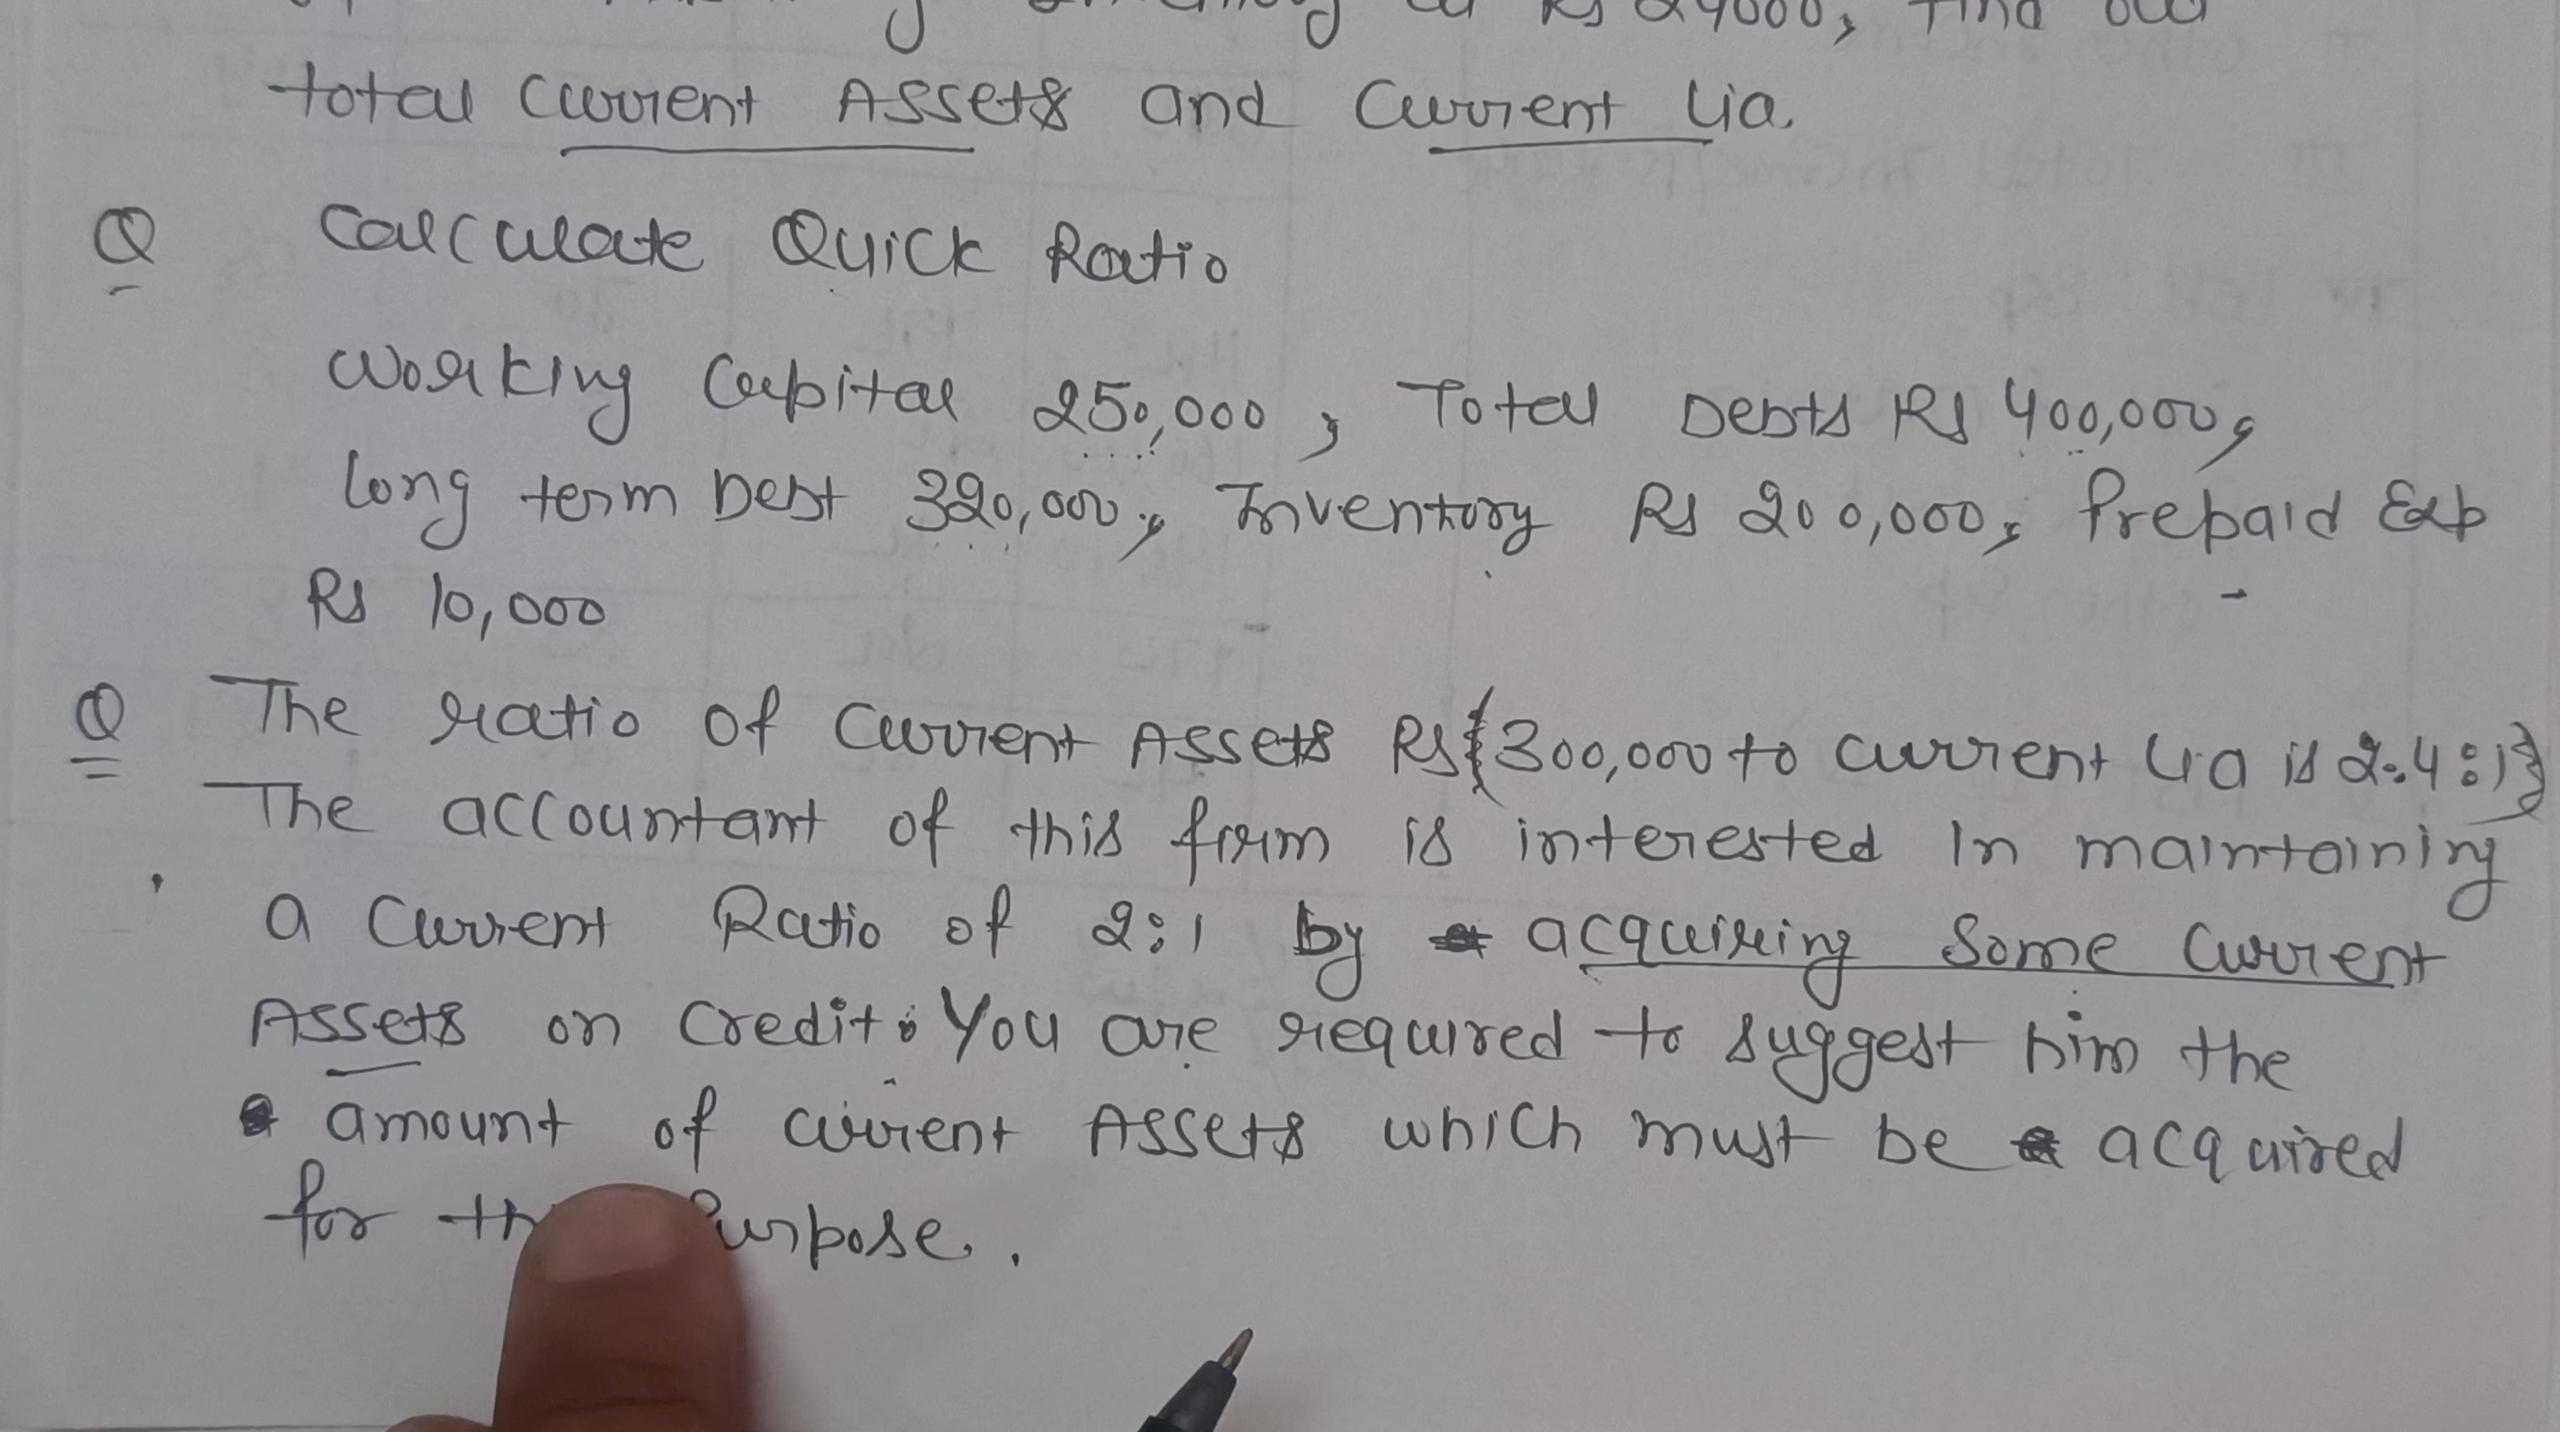 Rs 24000, find out
total current Assets and Current Lia.
Q Calculate Quick Ratio
Working Capital 250,000, Total Debts Rs 400,000,
long term Debt 320,000, Inventory Rs 200,000, Prepaid Exp
Rs 10,000
Q The ratio of Current Assets Rs {300,000 to current Lia is 2.4:1}
The accountant of this firm is interested In maintaining
a Current Ratio of 2:1 by acquiring Some Current
Assets on Credit. You are required to suggest him the
amount of current Assets which must be acquired
for purpose.